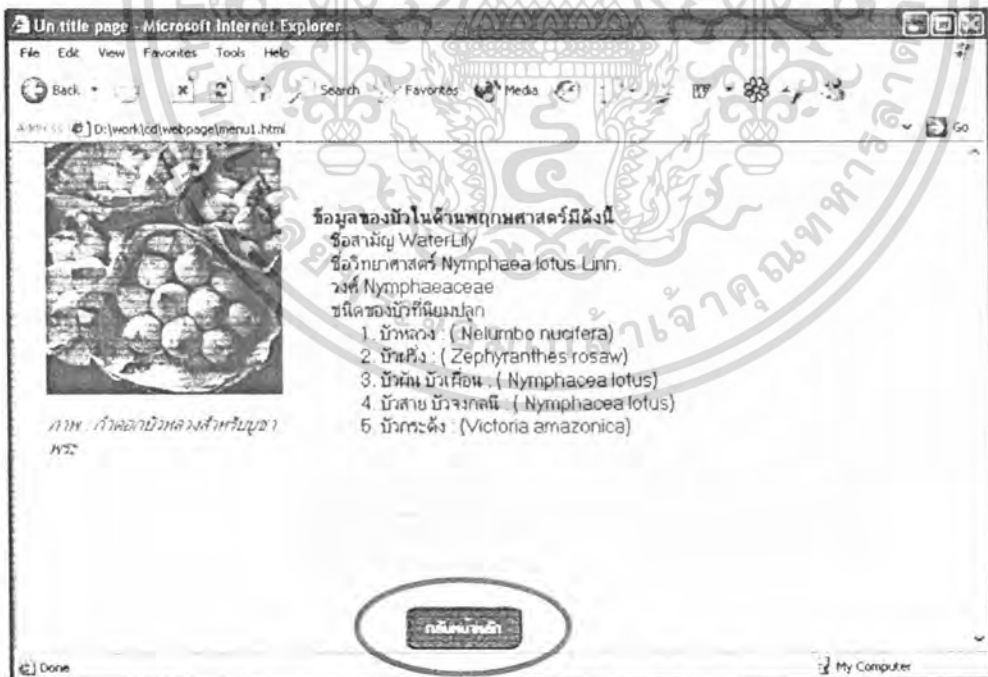 Un title page - Microsoft Internet Explorer
File Edit View Favorites Tools Help
Back Search Favorites Media
Address D:\work\cd\webpage\menu1.html Go
ข้อมูลของบัวในด้านพฤกษศาสตร์มีดังนี้
ชื่อสามัญ WaterLily
ชื่อวิทยาศาสตร์ Nymphaea lotus Linn.
วงศ์ Nymphaeaceae
ชนิดของบัวที่นิยมปลูก
1. บัวหลวง : ( Nelumbo nucifera)
2. บัวฝรั่ง : ( Zephyranthes rosaw)
3. บัวผัน บัวเผื่อน : ( Nymphacea lotus)
4. บัวสาย บัวจงกลนี : ( Nymphacea lotus)
5. บัวกระด้ง : (Victoria amazonica)
ภาพ : กำดอกบัวหลวงสำหรับบูชา
พระ
กลับหน้าหลัก
Done My Computer